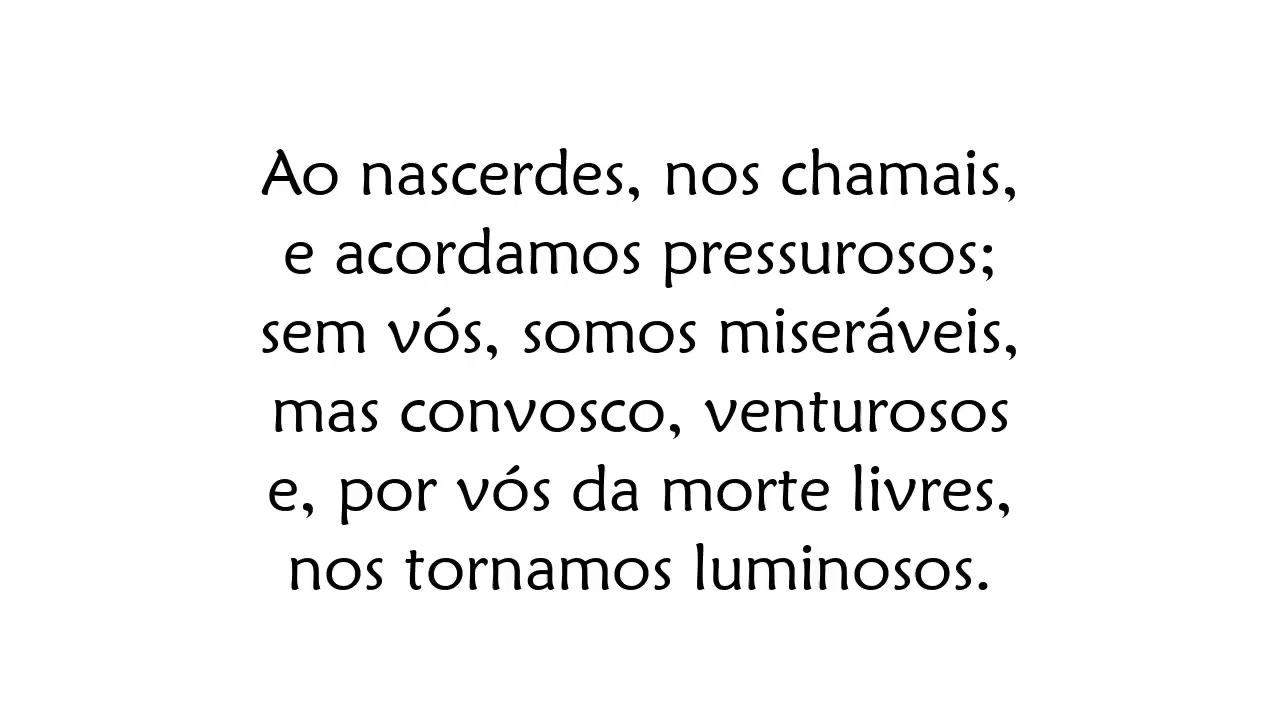 Ao nascerdes, nos chamais,
e acordamos pressurosos;
sem vós, somos miseráveis,
mas convosco, venturosos
e, por vós da morte livres,
nos tornamos luminosos.